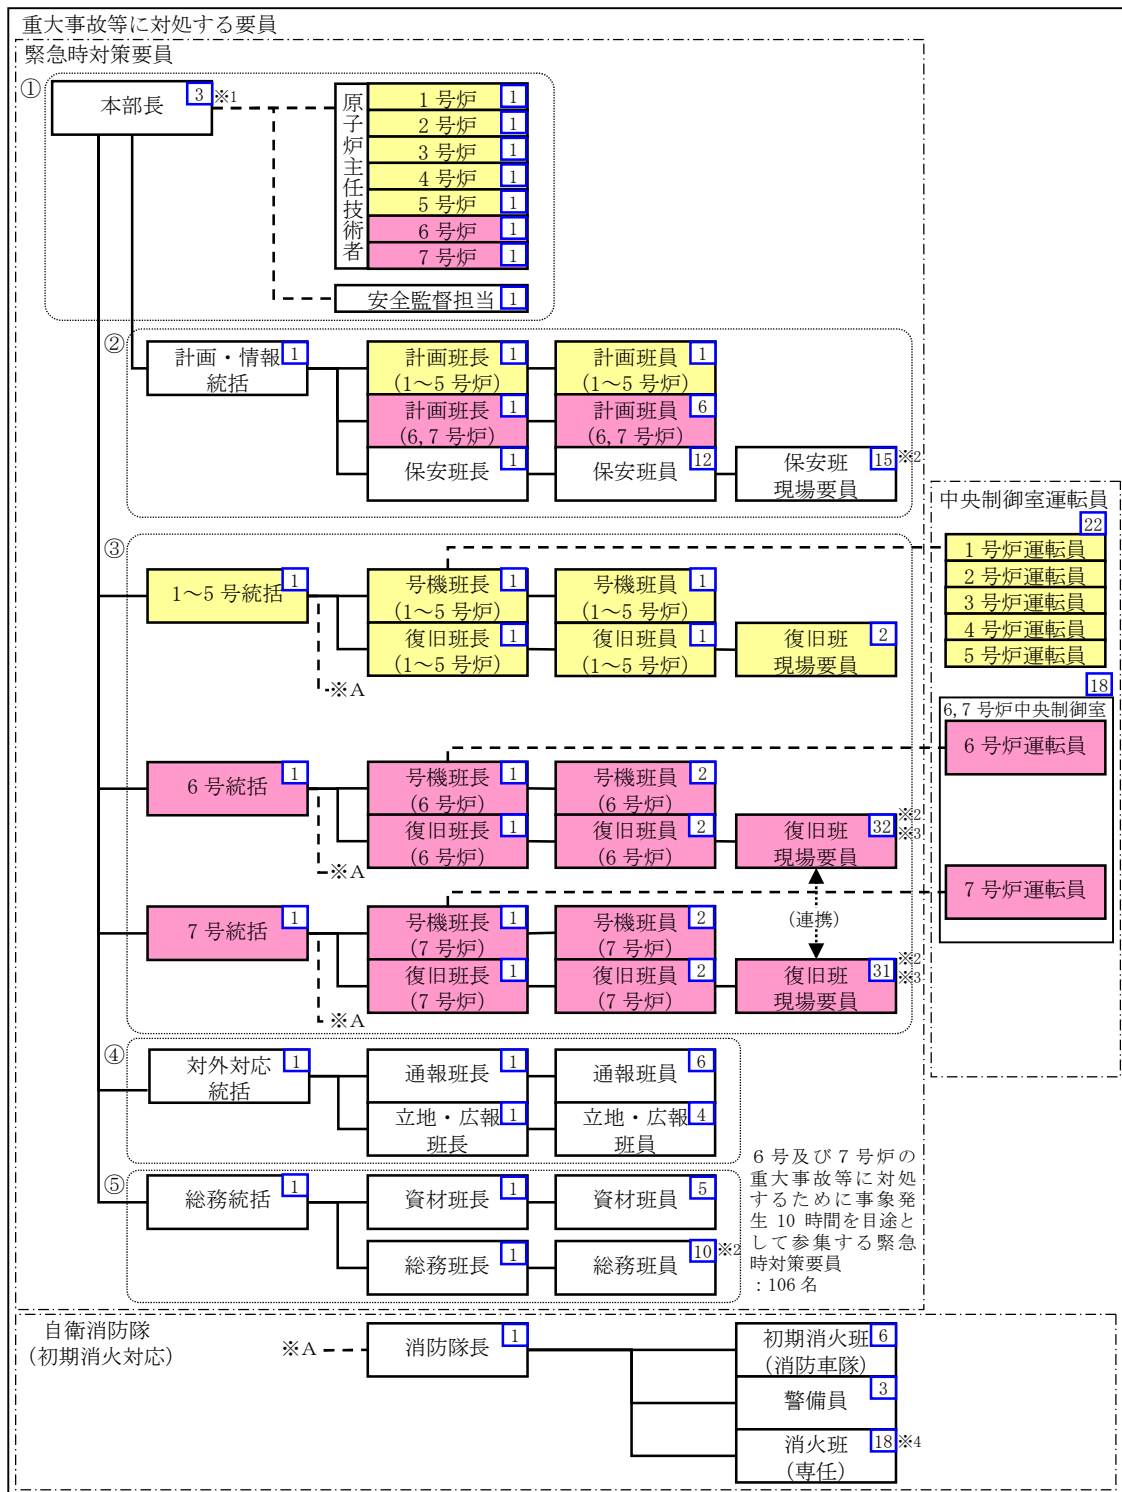 重大事故等に対処する要員
緊急時対策要員
①
本部長
3
※1
原子炉主任技術者
1 号炉
1
2 号炉
1
3 号炉
1
4 号炉
1
5 号炉
1
6 号炉
1
7 号炉
1
安全監督担当
1
②
計画・情報
統括
1
計画班長
(1～5 号炉)
1
計画班員
(1～5 号炉)
1
計画班長
(6,7 号炉)
1
計画班員
(6,7 号炉)
6
保安班長
1
保安班員
12
保安班
現場要員
15
※2
中央制御室運転員
22
1 号炉運転員
2 号炉運転員
3 号炉運転員
4 号炉運転員
5 号炉運転員
18
6,7 号炉中央制御室
6 号炉運転員
7 号炉運転員
③
1～5 号統括
1
※A
号機班長
(1～5 号炉)
1
号機班員
(1～5 号炉)
1
復旧班長
(1～5 号炉)
1
復旧班員
(1～5 号炉)
1
復旧班
現場要員
2
6 号統括
1
※A
号機班長
(6 号炉)
1
号機班員
(6 号炉)
2
復旧班長
(6 号炉)
1
復旧班員
(6 号炉)
2
復旧班
現場要員
32
※2
※3
(連携)
7 号統括
1
※A
号機班長
(7 号炉)
1
号機班員
(7 号炉)
2
復旧班長
(7 号炉)
1
復旧班員
(7 号炉)
2
復旧班
現場要員
31
※2
※3
④
対外対応
統括
1
通報班長
1
通報班員
6
立地・広報
班長
1
立地・広報
班員
4
⑤
総務統括
1
資材班長
1
資材班員
5
総務班長
1
総務班員
10
※2
６号及び７号炉の
重大事故等に対処
するために事象発
生 10 時間を目途と
して参集する緊急
時対策要員
：106 名
自衛消防隊
(初期消火対応)
※A
消防隊長
1
初期消火班
(消防車隊)
6
警備員
3
消火班
(専任)
18
※4